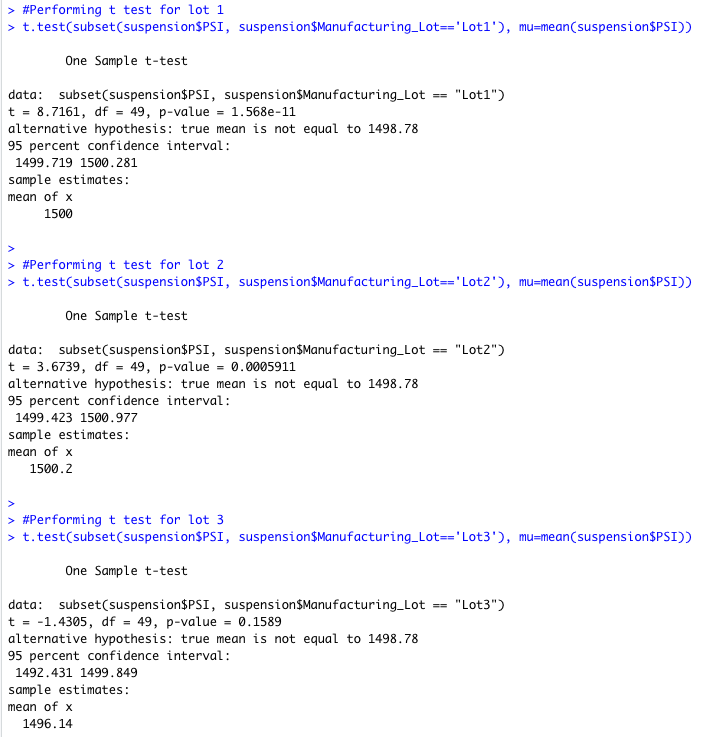 > #Performing t test for lot 1
> t.test(subset(suspension$PSI, suspension$Manufacturing_Lot=='Lot1'), mu=mean(suspension$PSI))
One Sample t-test
data:  subset(suspension$PSI, suspension$Manufacturing_Lot == "Lot1")
t = 8.7161, df = 49, p-value = 1.568e-11
alternative hypothesis: true mean is not equal to 1498.78
95 percent confidence interval:
1499.719 1500.281
sample estimates:
mean of x
1500
>
> #Performing t test for lot 2
> t.test(subset(suspension$PSI, suspension$Manufacturing_Lot=='Lot2'), mu=mean(suspension$PSI))
One Sample t-test
data:  subset(suspension$PSI, suspension$Manufacturing_Lot == "Lot2")
t = 3.6739, df = 49, p-value = 0.0005911
alternative hypothesis: true mean is not equal to 1498.78
95 percent confidence interval:
1499.423 1500.977
sample estimates:
mean of x
1500.2
>
> #Performing t test for lot 3
> t.test(subset(suspension$PSI, suspension$Manufacturing_Lot=='Lot3'), mu=mean(suspension$PSI))
One Sample t-test
data:  subset(suspension$PSI, suspension$Manufacturing_Lot == "Lot3")
t = -1.4305, df = 49, p-value = 0.1589
alternative hypothesis: true mean is not equal to 1498.78
95 percent confidence interval:
1492.431 1499.849
sample estimates:
mean of x
1496.14